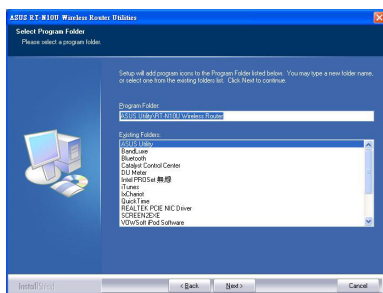 ASUS RT-N10U Wireless Router Utilities
Select Program Folder
Please select a program folder.
Setup will add program icons to the Program Folder listed below. You may type a new folder name,
or select one from the existing folders list. Click Next to continue.
Program Folder:
ASUS Utility\RT-N10U Wireless Router
Existing Folders:
ASUS Utility
BandLuxe
Bluetooth
Catalyst Control Center
DU Meter
Intel PROSet 無線
iTunes
IxChariot
QuickTime
REALTEK PCIE NIC Driver
SCREEN2EXE
VOWSoft iPod Software
InstallShield
< Back
Next >
Cancel